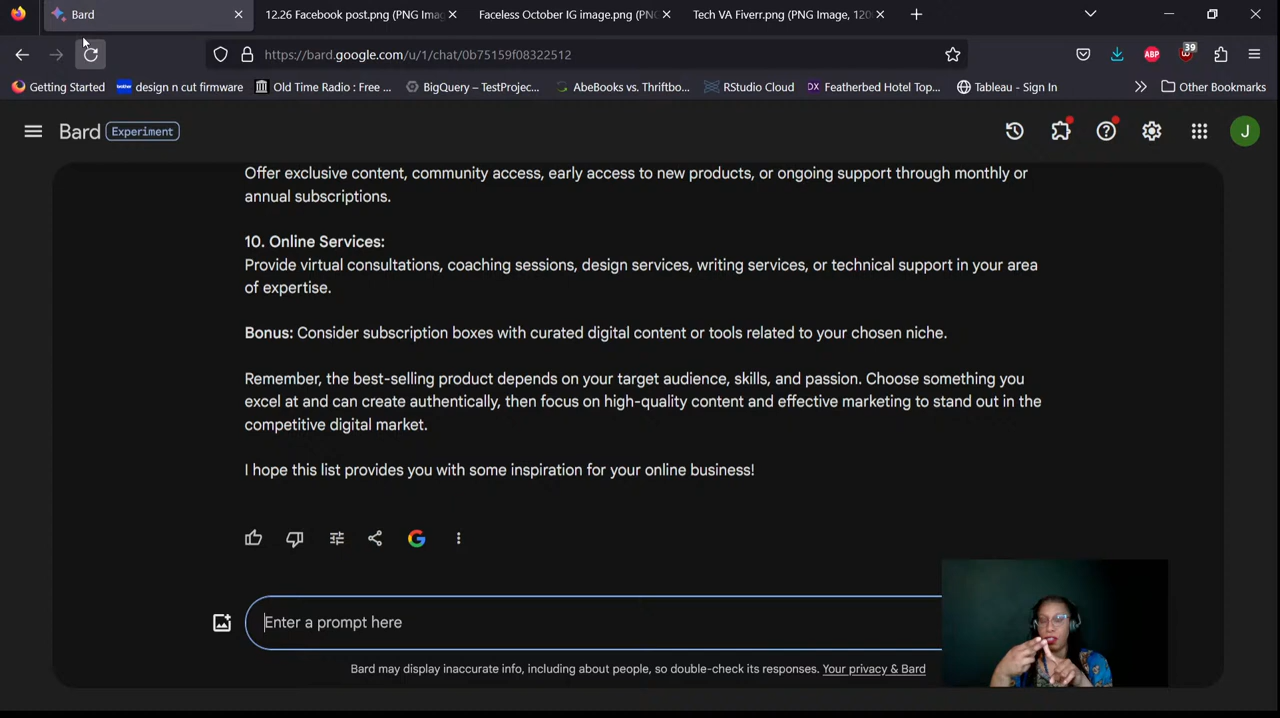 Bard
12.26 Facebook post.png (PNG Imag
Faceless October IG image.png (PNG
Tech VA Fiverr.png (PNG Image, 120
https://bard.google.com/u/1/chat/0b75159f08322512
ABP
39
Getting Started
brother
design n cut firmware
Old Time Radio : Free ...
BigQuery – TestProjec...
AbeBooks vs. Thriftbo...
RStudio Cloud
DX Featherbed Hotel Top...
Tableau - Sign In
Other Bookmarks
Bard Experiment
J
Offer exclusive content, community access, early access to new products, or ongoing support through monthly or
annual subscriptions.
10. Online Services:
Provide virtual consultations, coaching sessions, design services, writing services, or technical support in your area
of expertise.
Bonus: Consider subscription boxes with curated digital content or tools related to your chosen niche.
Remember, the best-selling product depends on your target audience, skills, and passion. Choose something you
excel at and can create authentically, then focus on high-quality content and effective marketing to stand out in the
competitive digital market.
I hope this list provides you with some inspiration for your online business!
Enter a prompt here
Bard may display inaccurate info, including about people, so double-check its responses. Your privacy & Bard